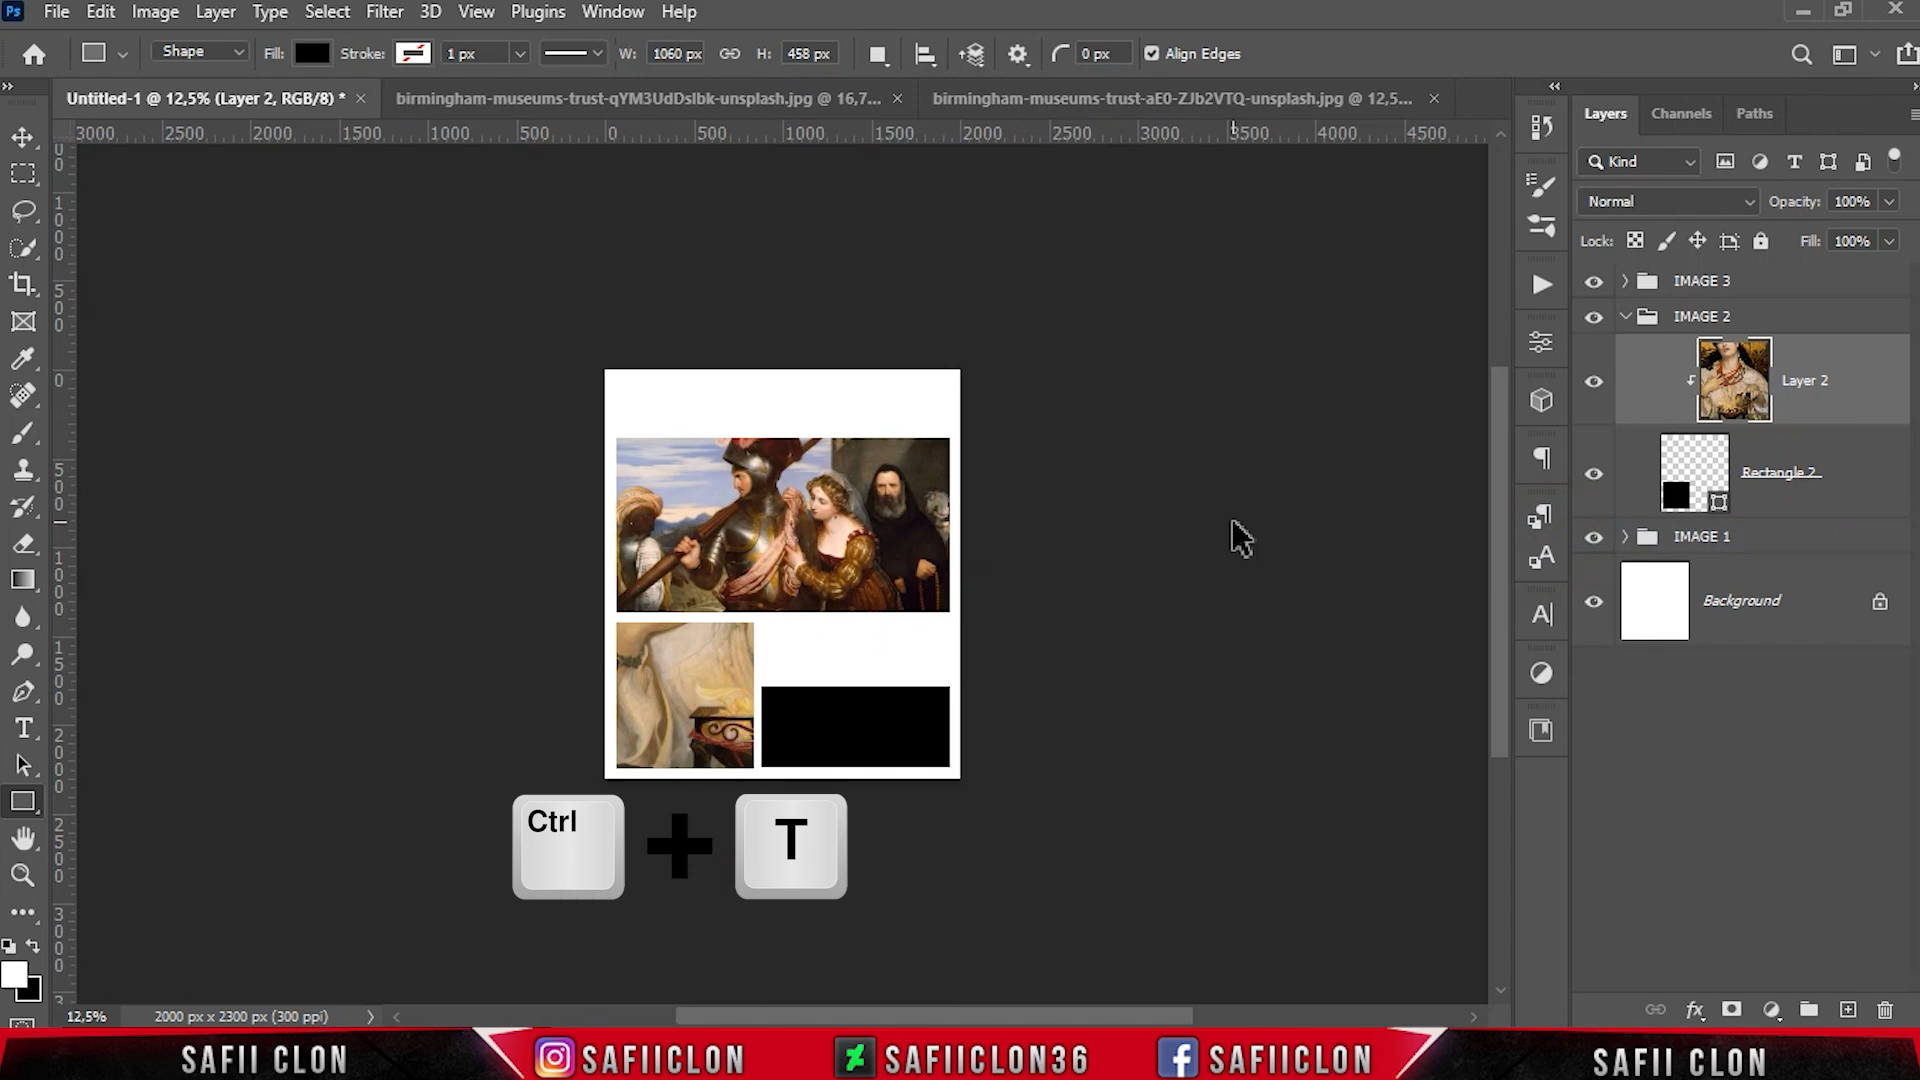 Ps File Edit Image Layer Type Select Filter 3D View Plugins Window Help
Shape Fill: Stroke: 1 px W: 1060 px H: 458 px 0 px Align Edges
Untitled-1 @ 12,5% (Layer 2, RGB/8) * birmingham-museums-trust-qYM3UdDslbk-unsplash.jpg @ 16,7... birmingham-museums-trust-aE0-ZJb2VTQ-unsplash.jpg @ 12,5...
3000 2500 2000 1500 1000 500 0 500 1000 1500 2000 2500 3000 3500 4000 4500
Layers Channels Paths
Kind
Normal Opacity: 100%
Lock: Fill: 100%
IMAGE 3
IMAGE 2
Layer 2
Rectangle 2
IMAGE 1
Background
Ctrl + T
12,5% 2000 px x 2300 px (300 ppi)
SAFII CLON SAFIICLON SAFIICLON36 SAFIICLON SAFII CLON